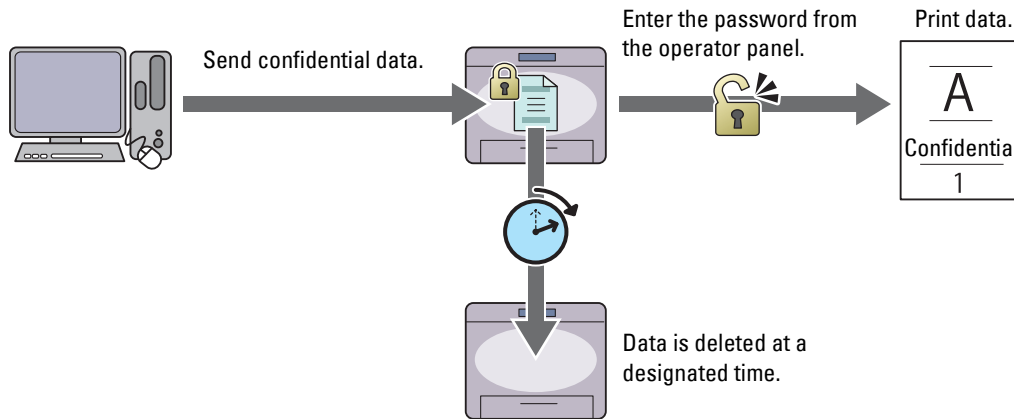 Send confidential data.
Enter the password from
the operator panel.
Print data.
A
Confidentia
1
Data is deleted at a
designated time.